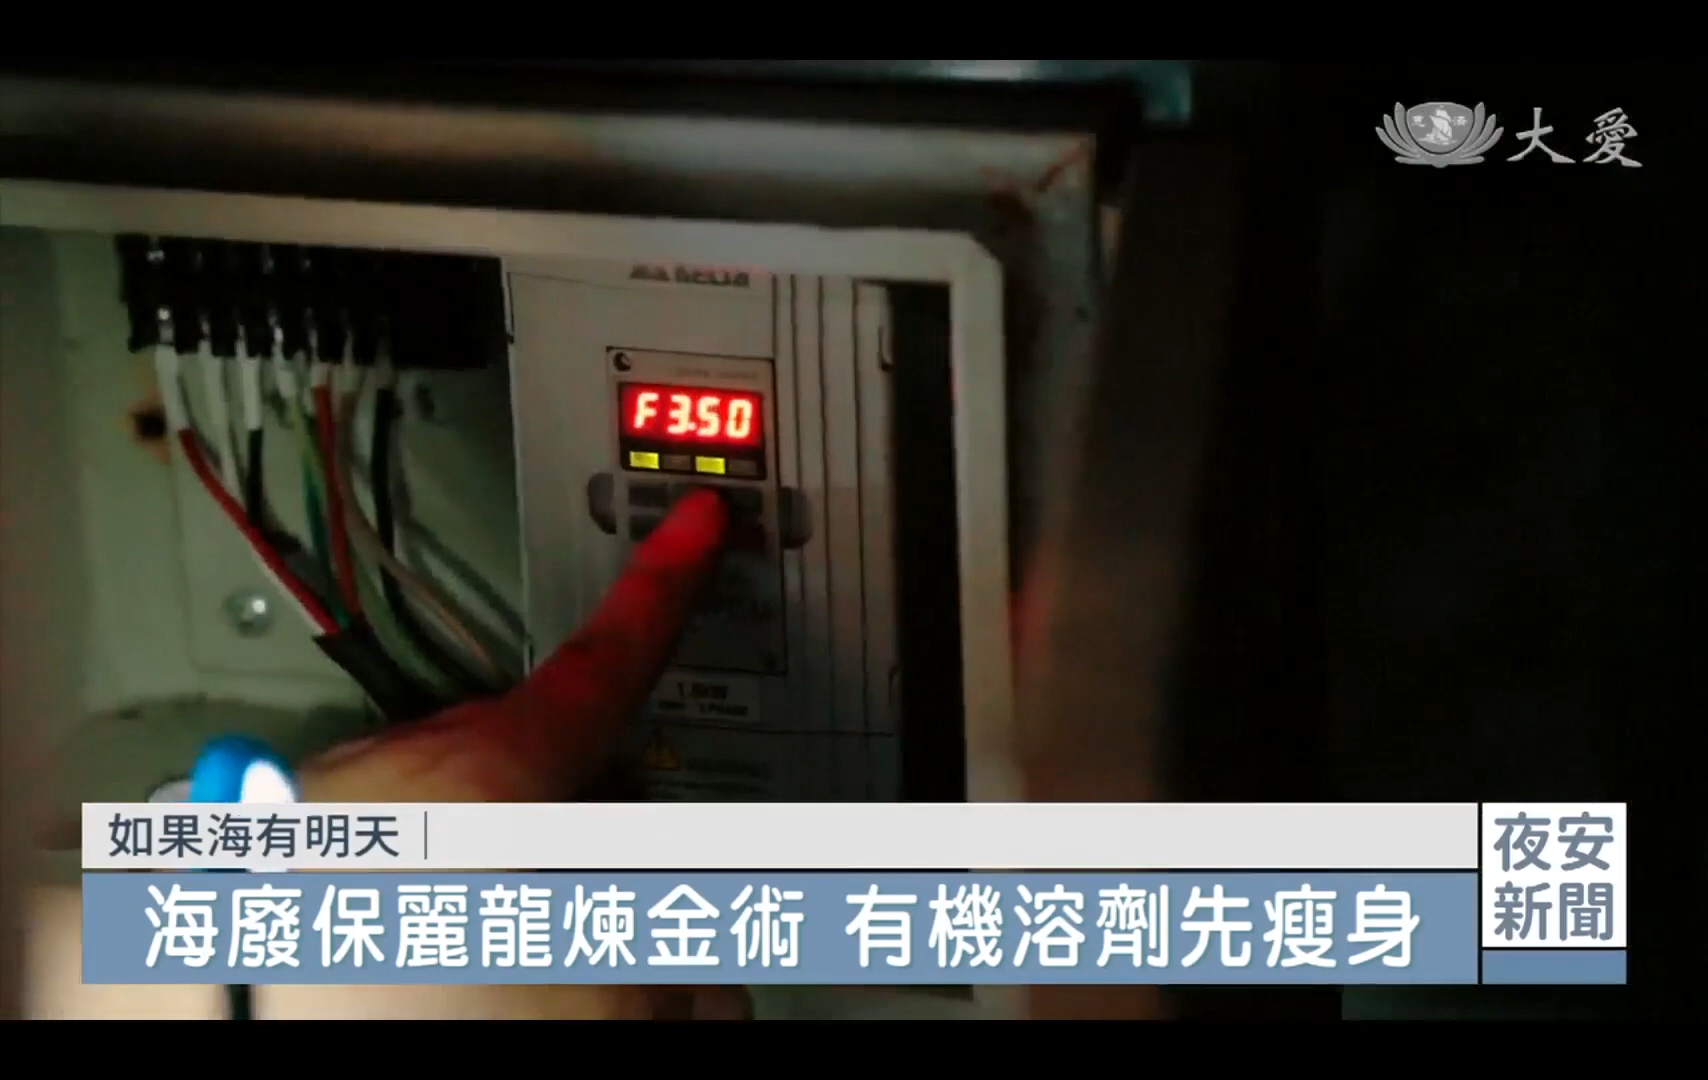 大愛
F3.50
如果海有明天
海廢保麗龍煉金術 有機溶劑先瘦身
夜安
新聞